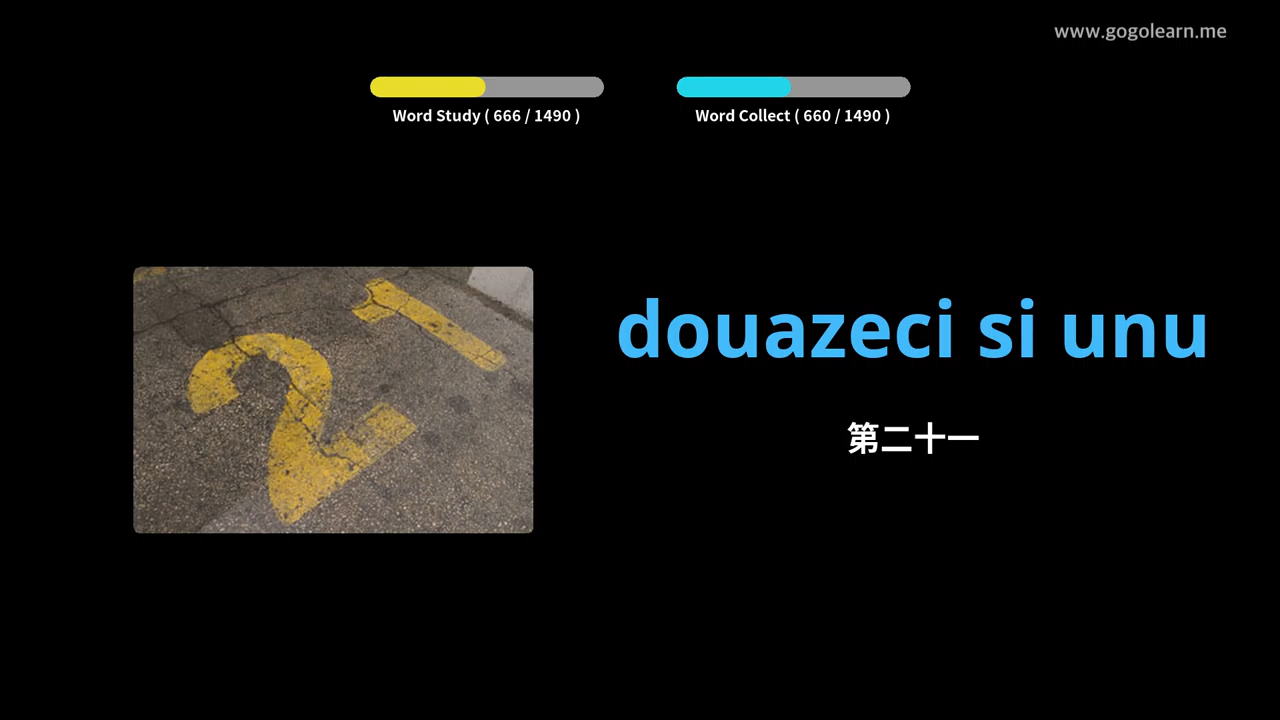 www.gogolearn.me
Word Study ( 666 / 1490 )
Word Collect ( 660 / 1490 )
21
douazeci si unu
第二十一